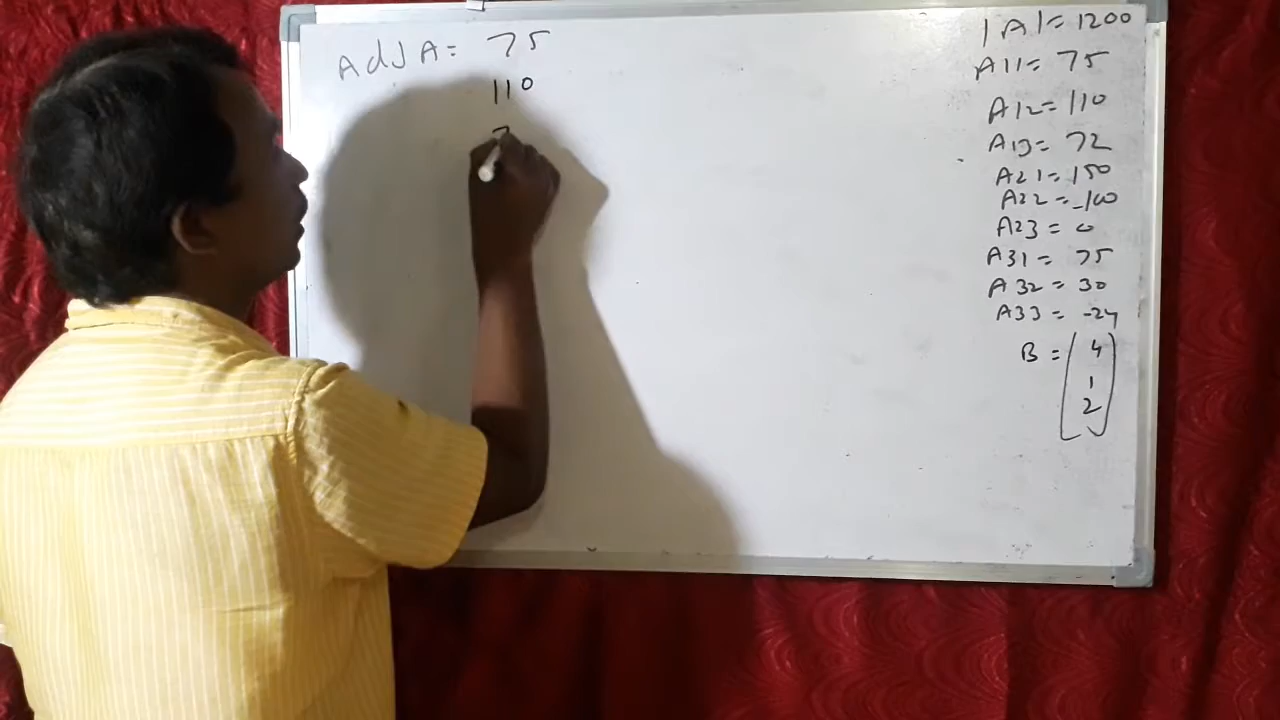 AdJ A = 75
110
7
|A| = 1200
A11 = 75
A12 = 110
A13 = 72
A21 = 150
A22 = -100
A23 = 0
A31 = 75
A32 = 30
A33 = -24
B = 4
1
2